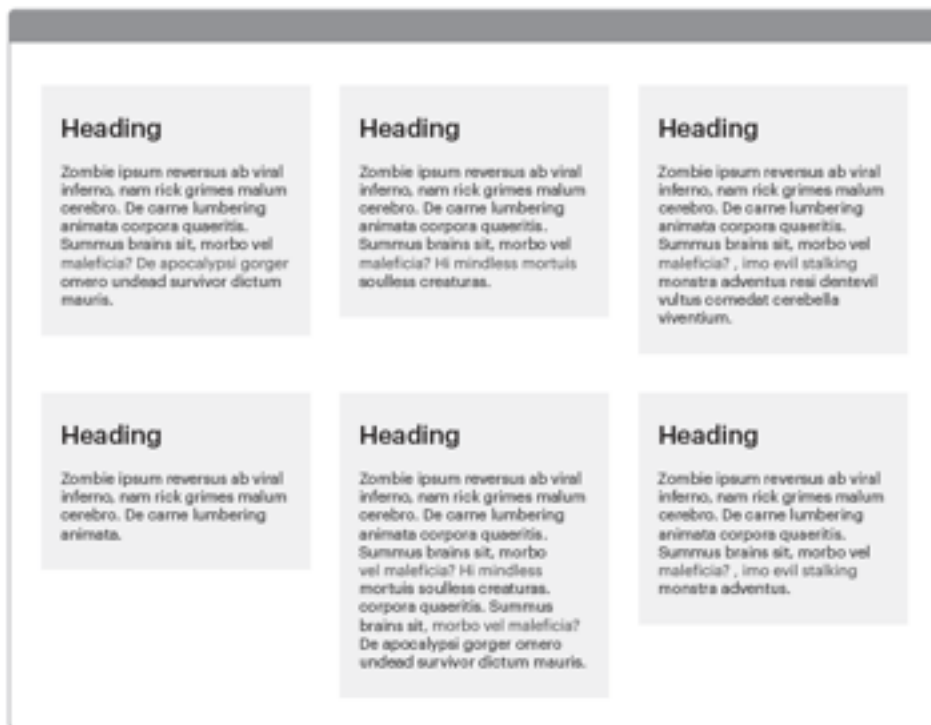 Heading
Zombie ipsum reversus ab viral
inferno, nam rick grimes malum
cerebro. De carne lumbering
animata corpora quaeritis.
Summus brains sit, morbo vel
maleficia? De apocalypsi gorger
omero undead survivor dictum
mauris.
Heading
Zombie ipsum reversus ab viral
inferno, nam rick grimes malum
cerebro. De carne lumbering
animata corpora quaeritis.
Summus brains sit, morbo vel
maleficia? Hi mindless mortuis
soulless creaturas.
Heading
Zombie ipsum reversus ab viral
inferno, nam rick grimes malum
cerebro. De carne lumbering
animata corpora quaeritis.
Summus brains sit, morbo vel
maleficia? , imo evil stalking
monstra adventus resi dentevil
vultus comedat cerebella
viventium.
Heading
Zombie ipsum reversus ab viral
inferno, nam rick grimes malum
cerebro. De carne lumbering
animata.
Heading
Zombie ipsum reversus ab viral
inferno, nam rick grimes malum
cerebro. De carne lumbering
animata corpora quaeritis.
Summus brains sit, morbo
vel maleficia? Hi mindless
mortuis soulless creaturas.
corpora quaeritis. Summus
brains sit, morbo vel maleficia?
De apocalypsi gorger omero
undead survivor dictum mauris.
Heading
Zombie ipsum reversus ab viral
inferno, nam rick grimes malum
cerebro. De carne lumbering
animata corpora quaeritis.
Summus brains sit, morbo vel
maleficia? , imo evil stalking
monstra adventus.